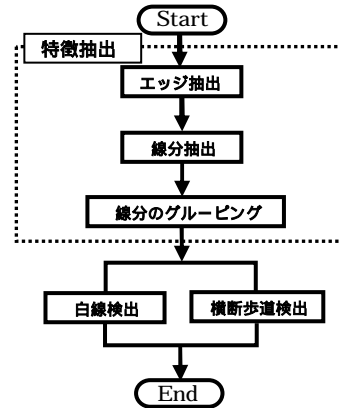 Start
特徴抽出
エッジ抽出
線分抽出
線分のグルーピング
白線検出
横断歩道検出
End